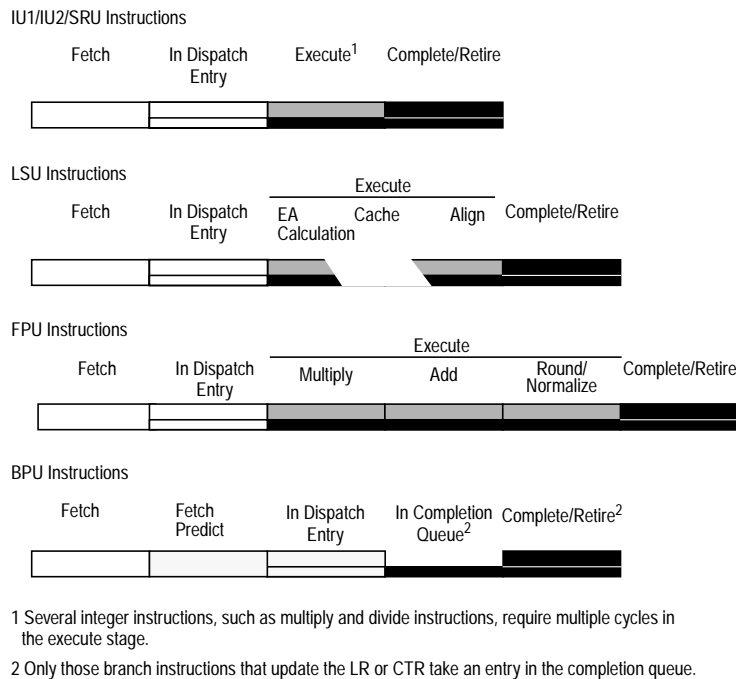 IU1/IU2/SRU Instructions
Fetch In Dispatch Execute1 Complete/Retire
Entry
LSU Instructions
Execute
Fetch In Dispatch EA Cache Align Complete/Retire
Entry Calculation
FPU Instructions
Execute
Fetch In Dispatch Multiply Add Round/ Complete/Retire
Entry Normalize
BPU Instructions
Fetch Fetch In Dispatch In Completion Complete/Retire2
Predict Entry Queue2
1 Several integer instructions, such as multiply and divide instructions, require multiple cycles in
the execute stage.
2 Only those branch instructions that update the LR or CTR take an entry in the completion queue.